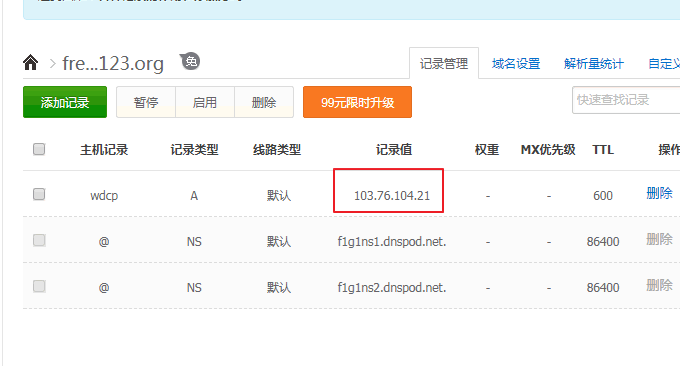 fre...123.org 免
记录管理 域名设置 解析量统计 自定义
添加记录 暂停 启用 删除 99元限时升级 快速查找记录
主机记录 记录类型 线路类型 记录值 权重 MX优先级 TTL 操作
wdcp A 默认 103.76.104.21 - - 600 删除
@ NS 默认 f1g1ns1.dnspod.net. - - 86400 删除
@ NS 默认 f1g1ns2.dnspod.net. - - 86400 删除